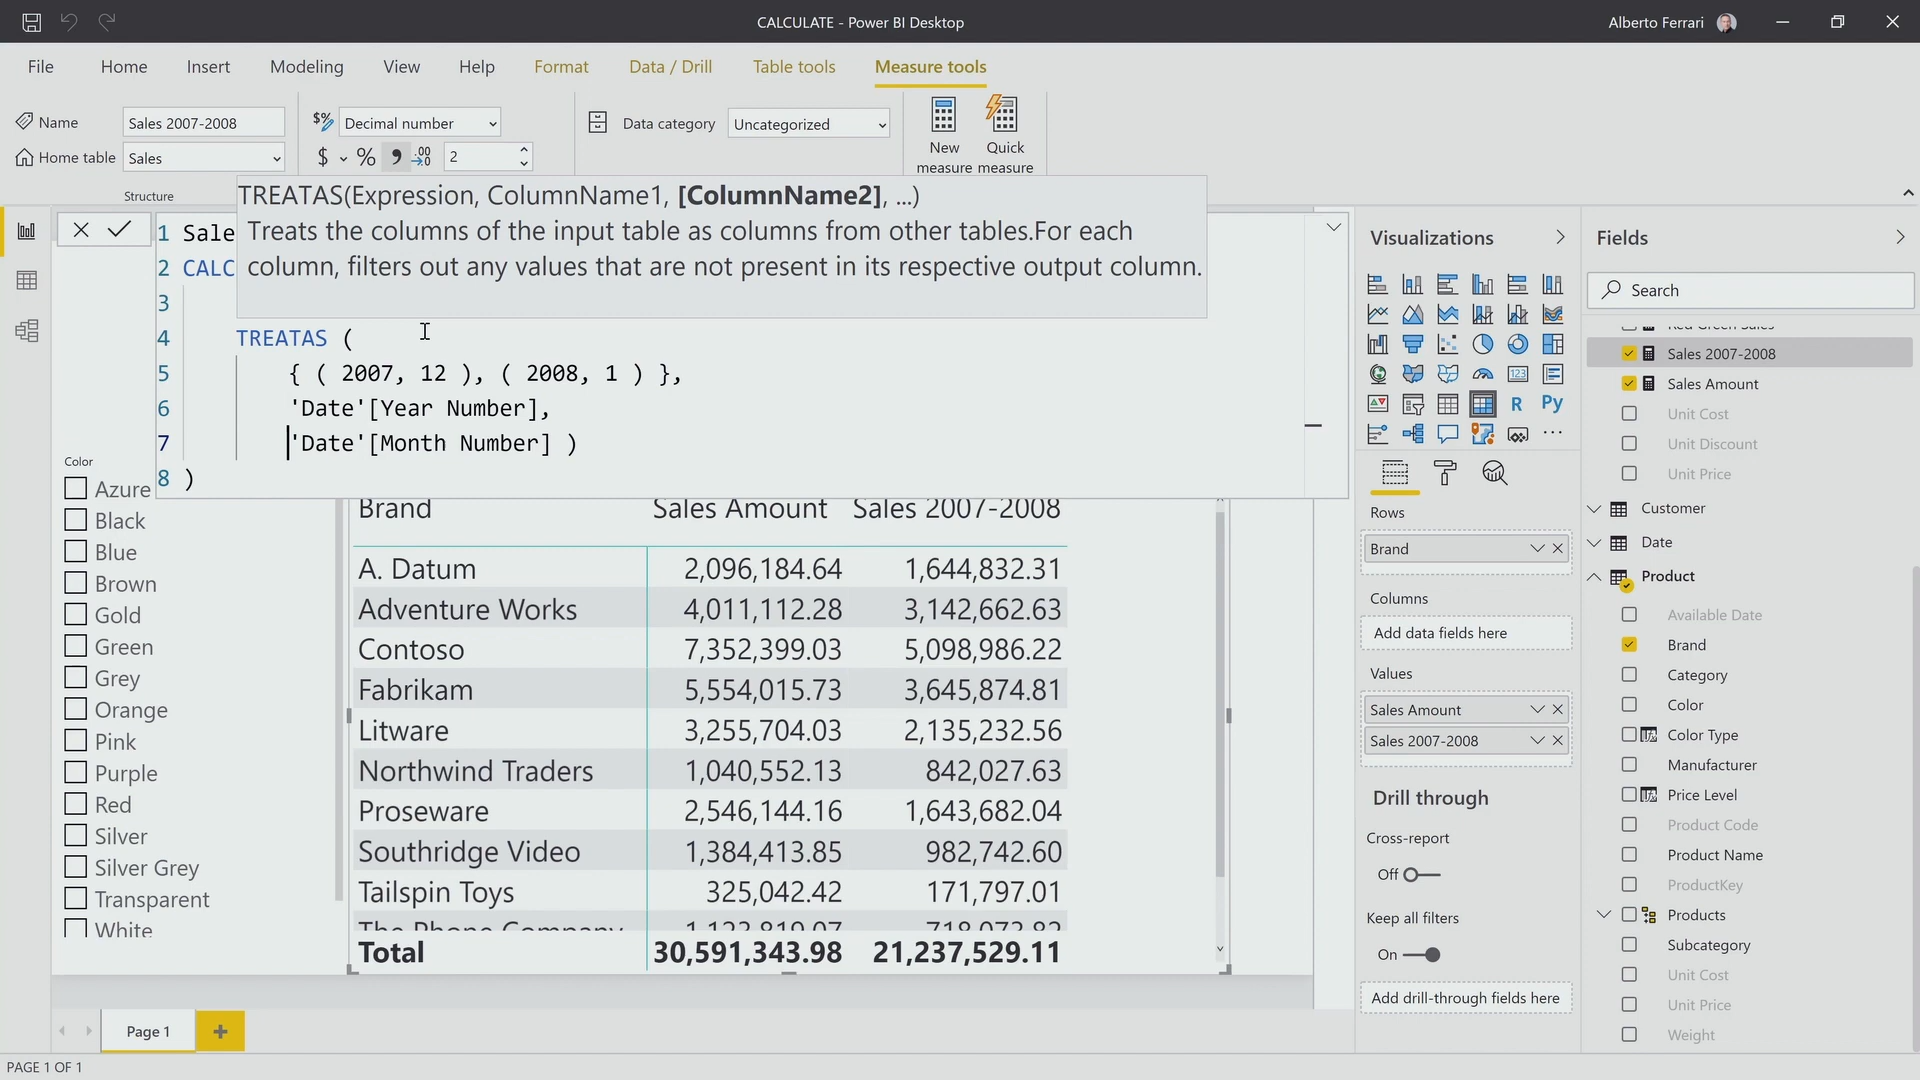 CALCULATE - Power BI Desktop
Alberto Ferrari
File Home Insert Modeling View Help Format Data / Drill Table tools Measure tools
Name
Sales 2007-2008
Home table
Sales
Structure
Decimal number
$ % 9 .00 →.0 2
Data category
Uncategorized
New measure
Quick measure
TREATAS(Expression, ColumnName1, [ColumnName2], ...)
Treats the columns of the input table as columns from other tables.For each
column, filters out any values that are not present in its respective output column.
1 Sale
2 CALC
3
4 TREATAS (
5 { ( 2007, 12 ), ( 2008, 1 ) },
6 'Date'[Year Number],
7 'Date'[Month Number] )
8 )
Color
Azure
Black
Blue
Brown
Gold
Green
Grey
Orange
Pink
Purple
Red
Silver
Silver Grey
Transparent
White
Brand Sales Amount Sales 2007-2008
A. Datum 2,096,184.64 1,644,832.31
Adventure Works 4,011,112.28 3,142,662.63
Contoso 7,352,399.03 5,098,986.22
Fabrikam 5,554,015.73 3,645,874.81
Litware 3,255,704.03 2,135,232.56
Northwind Traders 1,040,552.13 842,027.63
Proseware 2,546,144.16 1,643,682.04
Southridge Video 1,384,413.85 982,742.60
Tailspin Toys 325,042.42 171,797.01
The Phone Company
Total 30,591,343.98 21,237,529.11
Visualizations
123
R Py
Rows
Brand
Columns
Add data fields here
Values
Sales Amount
Sales 2007-2008
Drill through
Cross-report
Off
Keep all filters
On
Add drill-through fields here
Fields
Search
Red Green Sales
Sales 2007-2008
Sales Amount
Unit Cost
Unit Discount
Unit Price
Customer
Date
Product
Available Date
Brand
Category
Color
Color Type
Manufacturer
Price Level
Product Code
Product Name
ProductKey
Products
Subcategory
Unit Cost
Unit Price
Weight
Page 1
PAGE 1 OF 1